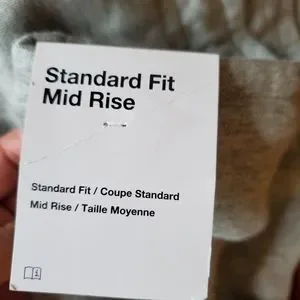 Standard Fit
Mid Rise
Standard Fit / Coupe Standard
Mid Rise / Taille Moyenne